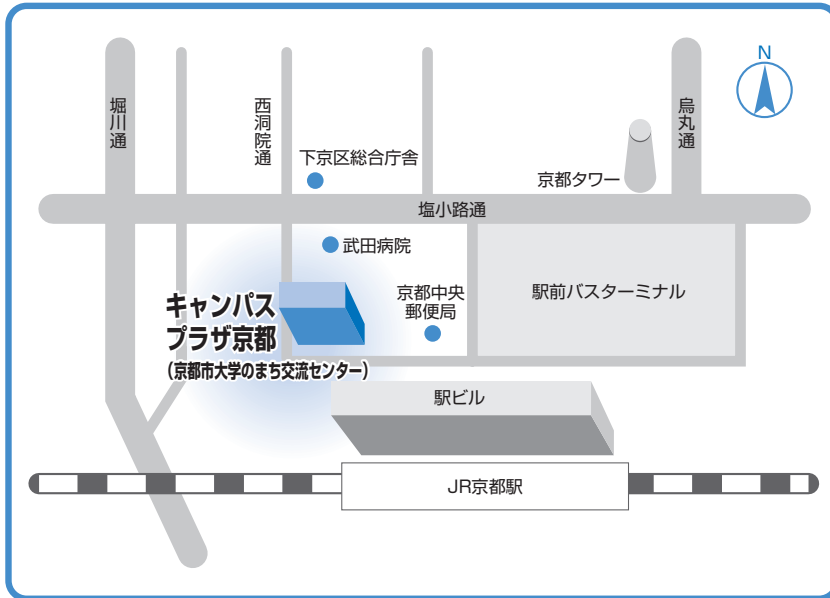 N
堀川通
西洞院通
烏丸通
下京区総合庁舎
京都タワー
塩小路通
武田病院
キャンパス
プラザ京都
(京都市大学のまち交流センター)
京都中央
郵便局
駅前バスターミナル
駅ビル
JR京都駅